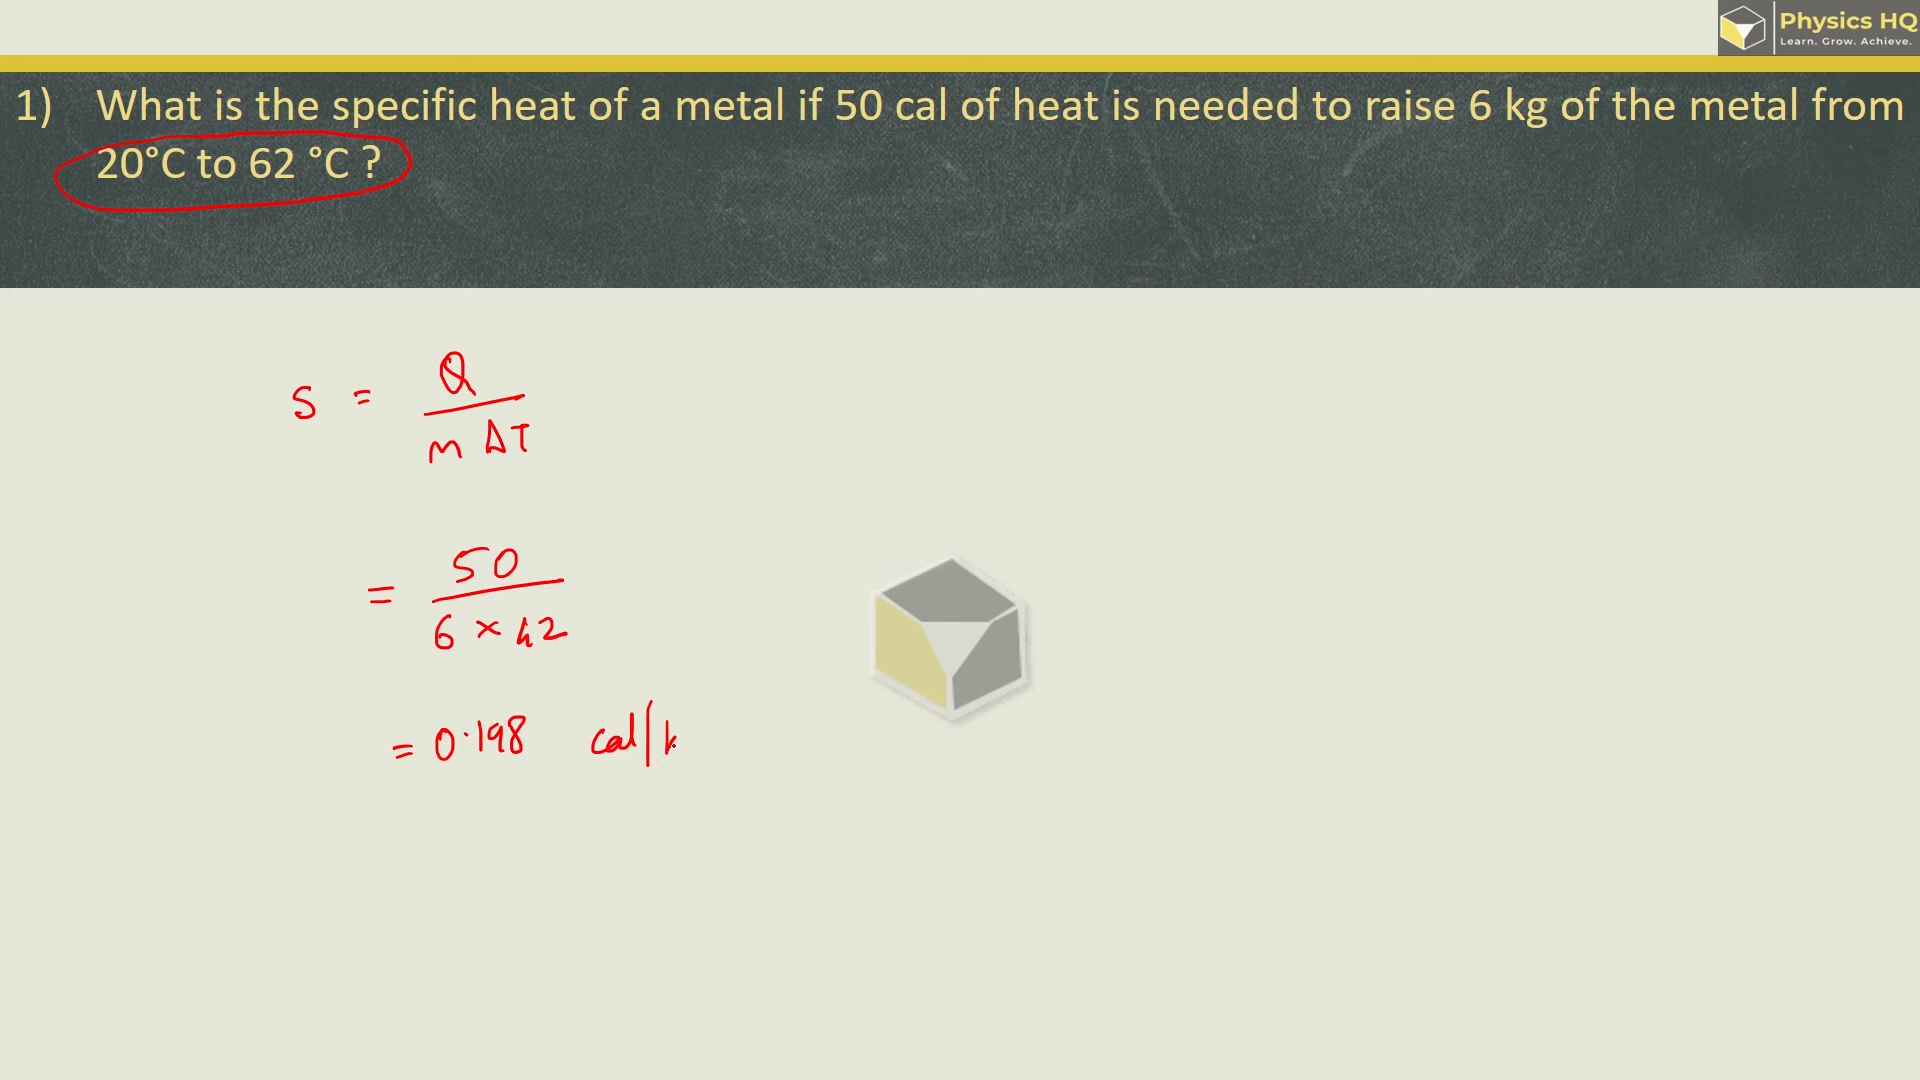 Physics HQ
Learn. Grow. Achieve.
1) What is the specific heat of a metal if 50 cal of heat is needed to raise 6 kg of the metal from
20°C to 62 °C ?
S = Q
m ΔT
= 50
6 × 42
= 0.198 cal/k